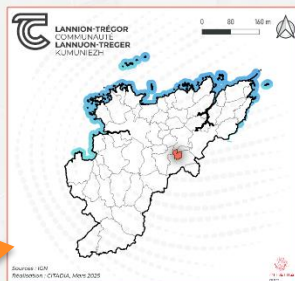 LANNION-TRÉGOR
COMMUNAUTÉ
LANNUON-TREGER
KUMUNIEZH
0 80 160 m
Sources : IGN
Réalisation : CITADIA, Mars 2025